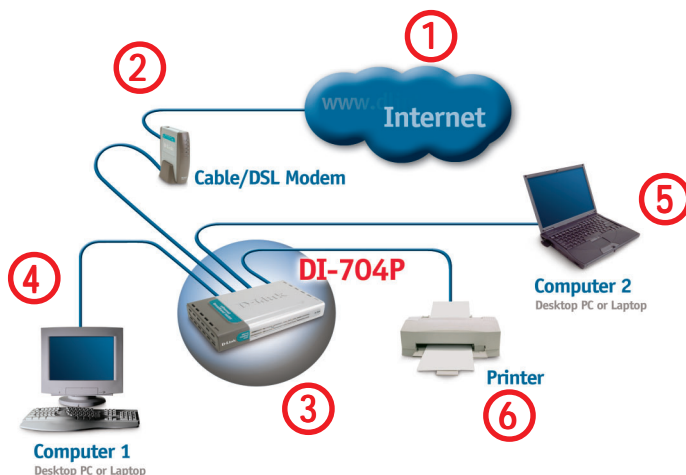 1
2
www.d
Internet
Cable/DSL Modem
5
DI-704P
4
Computer 2
Desktop PC or Laptop
D-Link
Printer
3
6
Computer 1
Desktop PC or Laptop